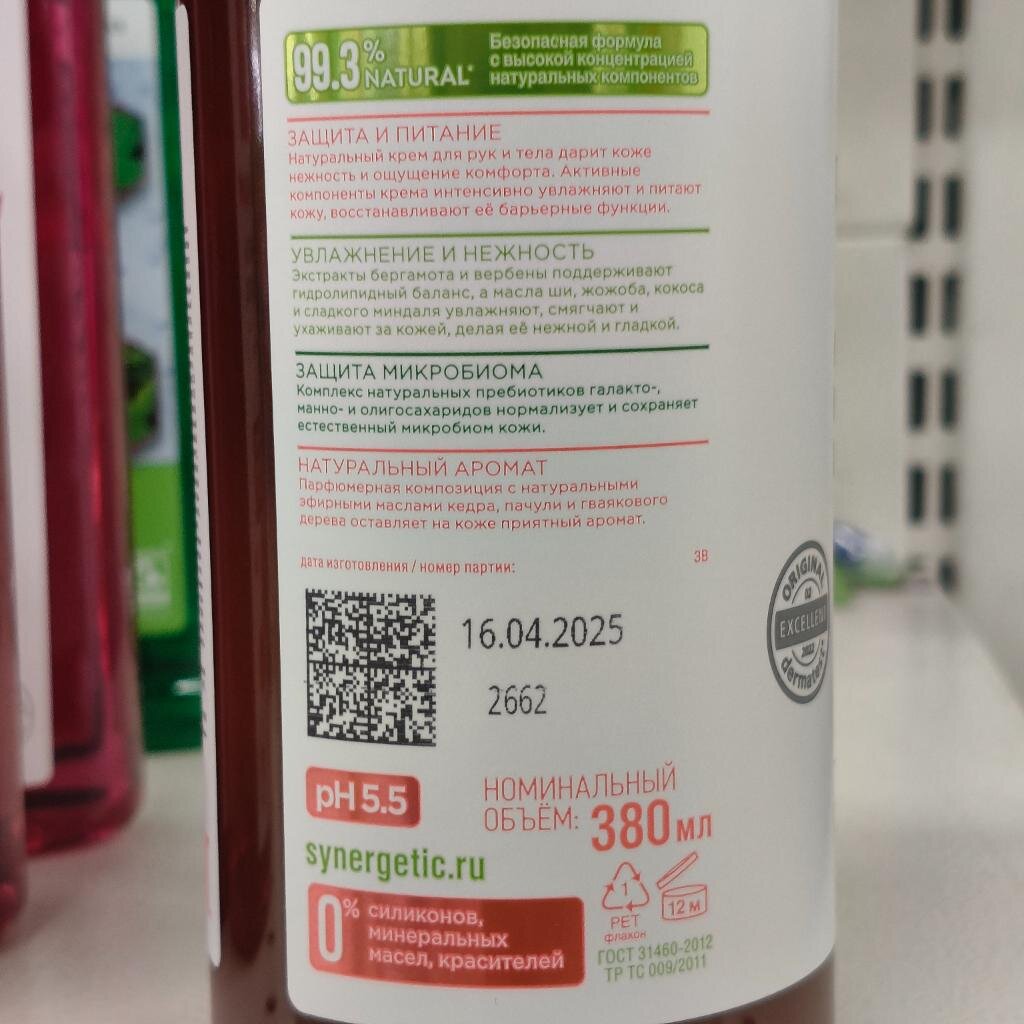 99.3% NATURAL*
Безопасная формула
с высокой концентрацией
натуральных компонентов
ЗАЩИТА И ПИТАНИЕ
Натуральный крем для рук и тела дарит коже
нежность и ощущение комфорта. Активные
компоненты крема интенсивно увлажняют и питают
кожу, восстанавливают её барьерные функции.
УВЛАЖНЕНИЕ И НЕЖНОСТЬ
Экстракты бергамота и вербены поддерживают
гидролипидный баланс, а масла ши, жожоба, кокоса
и сладкого миндаля увлажняют, смягчают и
ухаживают за кожей, делая её нежной и гладкой.
ЗАЩИТА МИКРОБИОМА
Комплекс натуральных пребиотиков галакто-,
манно- и олигосахаридов нормализует и сохраняет
естественный микробиом кожи.
НАТУРАЛЬНЫЙ АРОМАТ
Парфюмерная композиция с натуральными
эфирными маслами кедра, пачули и гваякового
дерева оставляет на коже приятный аромат.
дата изготовления / номер партии:
3В
16.04.2025
2662
ORIGINAL
EXCELLENT
dermatest
pH 5.5
НОМИНАЛЬНЫЙ
ОБЪЁМ: 380 мл
synergetic.ru
0% силиконов,
минеральных
масел, красителей
1
PET
флакон
12 м
ГОСТ 31460-2012
ТР ТС 009/2011